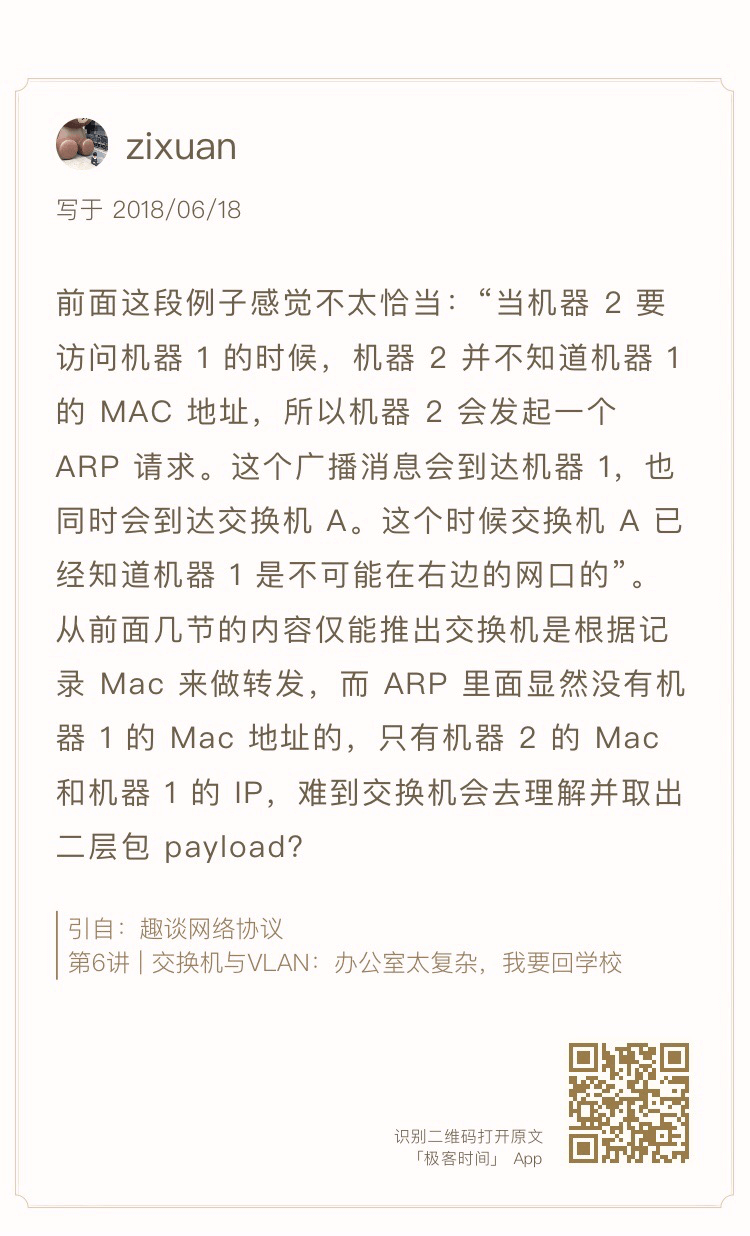 zixuan
写于 2018/06/18
前面这段例子感觉不太恰当：“当机器 2 要
访问机器 1 的时候，机器 2 并不知道机器 1
的 MAC 地址，所以机器 2 会发起一个
ARP 请求。这个广播消息会到达机器 1，也
同时会到达交换机 A。这个时候交换机 A 已
经知道机器 1 是不可能在右边的网口的”。
从前面几节的内容仅能推出交换机是根据记
录 Mac 来做转发，而 ARP 里面显然没有机
器 1 的 Mac 地址的，只有机器 2 的 Mac
和机器 1 的 IP，难到交换机会去理解并取出
二层包 payload?
引自：趣谈网络协议
第6讲 | 交换机与VLAN：办公室太复杂，我要回学校
识别二维码打开原文
「极客时间」 App